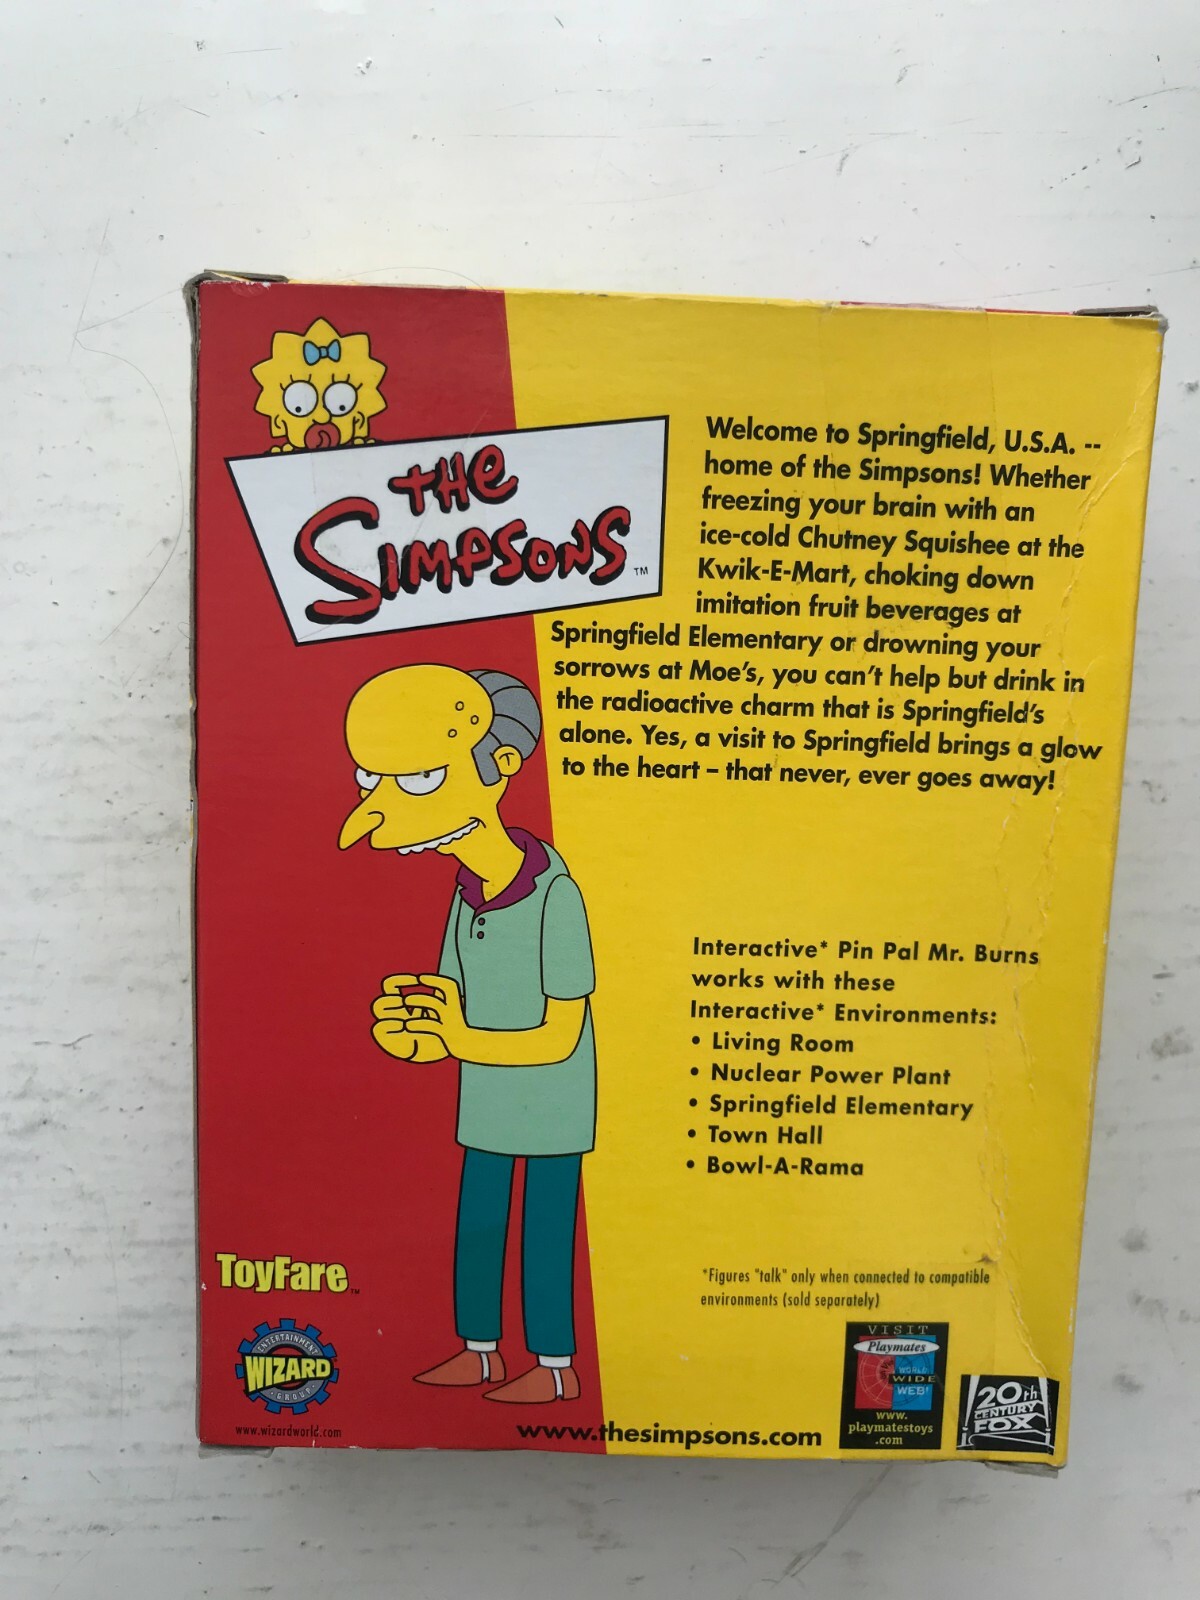 THE
SIMPSONS™
Welcome to Springfield, U.S.A. --
home of the Simpsons! Whether
freezing your brain with an
ice-cold Chutney Squishee at the
Kwik-E-Mart, choking down
imitation fruit beverages at
Springfield Elementary or drowning your
sorrows at Moe's, you can't help but drink in
the radioactive charm that is Springfield's
alone. Yes, a visit to Springfield brings a glow
to the heart – that never, ever goes away!
Interactive* Pin Pal Mr. Burns
works with these
Interactive* Environments:
• Living Room
• Nuclear Power Plant
• Springfield Elementary
• Town Hall
• Bowl-A-Rama
*Figures "talk" only when connected to compatible
environments (sold separately)
ToyFare™
ENTERTAINMENT
WIZARD
GROUP
www.wizardworld.com
www.thesimpsons.com
VISIT
Playmates
WORLD
WIDE
WEB!
www.
playmatestoys
.com
20th
CENTURY
FOX